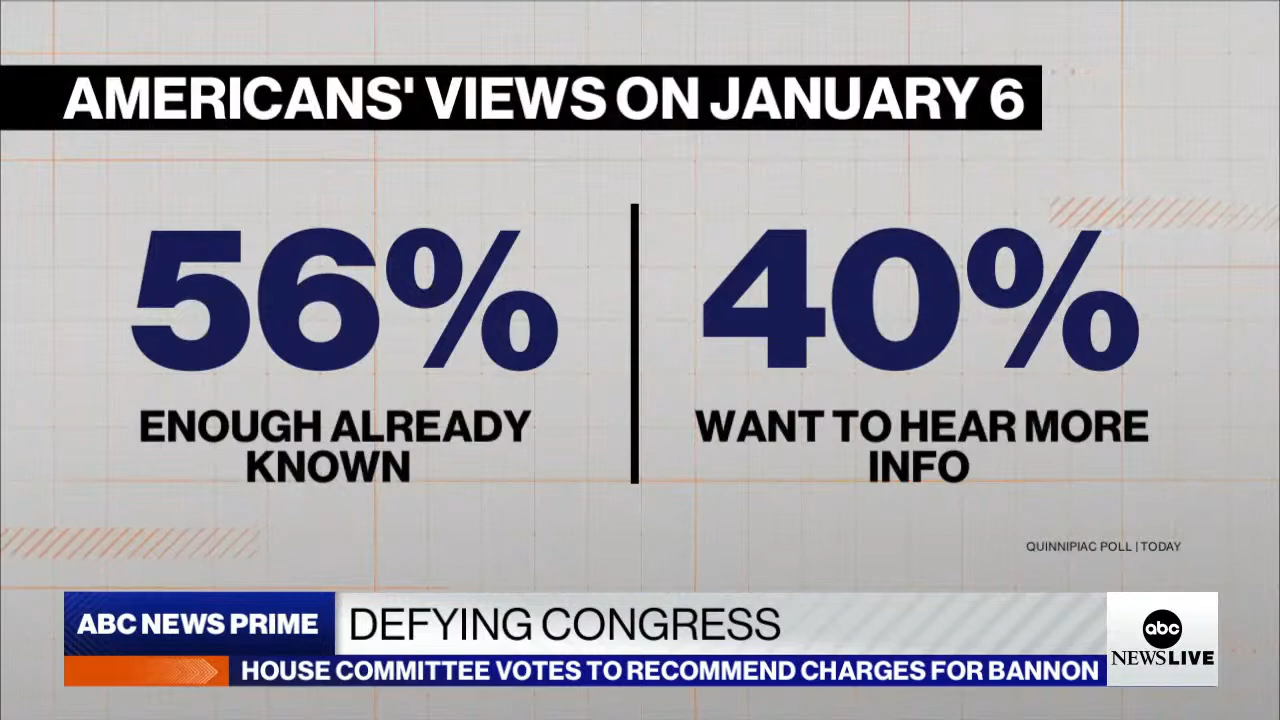 AMERICANS' VIEWS ON JANUARY 6
56%
ENOUGH ALREADY
KNOWN
40%
WANT TO HEAR MORE
INFO
QUINNIPIAC POLL | TODAY
ABC NEWS PRIME
DEFYING CONGRESS
HOUSE COMMITTEE VOTES TO RECOMMEND CHARGES FOR BANNON
abc
NEWSLIVE